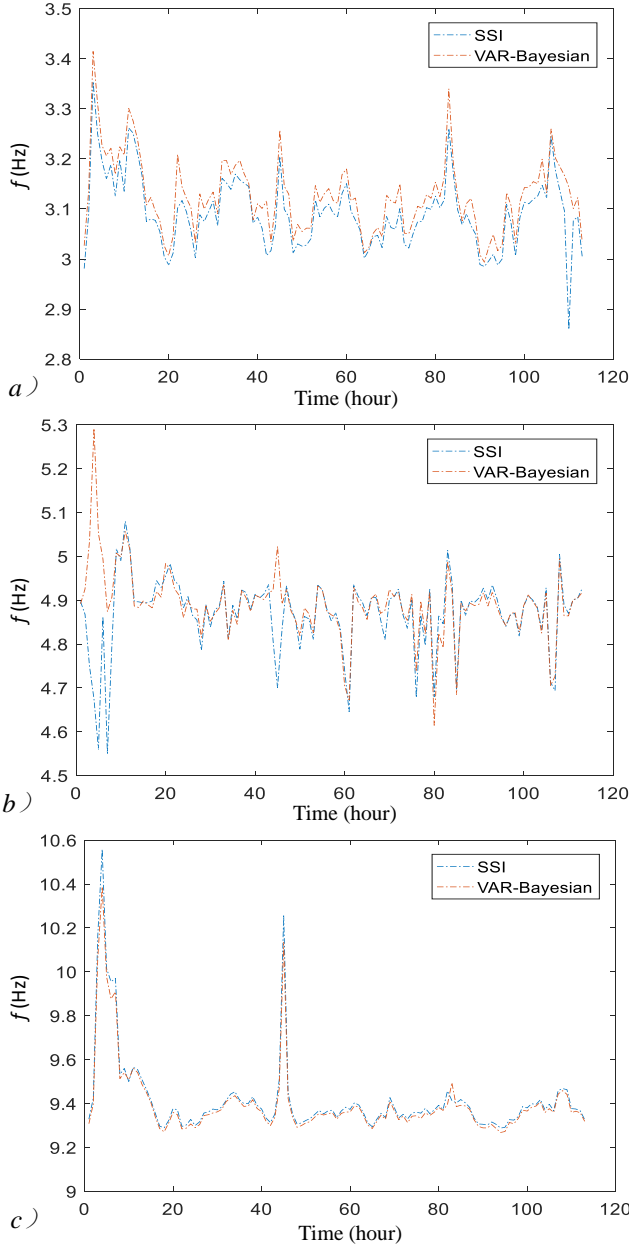 3.5
3.4
3.3
3.2
3.1
3
2.9
2.8
f (Hz)
SSI
VAR-Bayesian
0 20 40 60 80 100 120
Time (hour)
a）
5.3
5.2
5.1
5
4.9
4.8
4.7
4.6
4.5
f (Hz)
SSI
VAR-Bayesian
0 20 40 60 80 100 120
Time (hour)
b）
10.6
10.4
10.2
10
9.8
9.6
9.4
9.2
9
f (Hz)
SSI
VAR-Bayesian
0 20 40 60 80 100 120
Time (hour)
c）